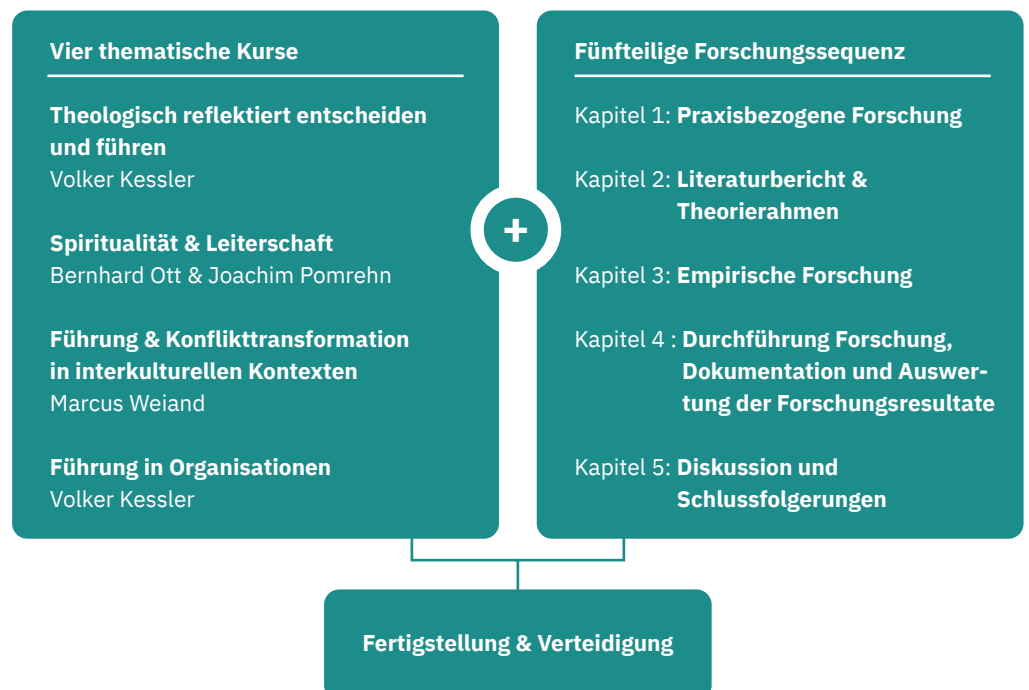 Vier thematische Kurse
Theologisch reflektiert entscheiden
und führen
Volker Kessler
Spiritualität & Leiterschaft
Bernhard Ott & Joachim Pomrehn
Führung & Konflikttransformation
in interkulturellen Kontexten
Marcus Weiand
Führung in Organisationen
Volker Kessler
+
Fünfteilige Forschungssequenz
Kapitel 1: Praxisbezogene Forschung
Kapitel 2: Literaturbericht &
Theorierahmen
Kapitel 3: Empirische Forschung
Kapitel 4 : Durchführung Forschung,
Dokumentation und Auswer-
tung der Forschungsresultate
Kapitel 5: Diskussion und
Schlussfolgerungen
Fertigstellung & Verteidigung